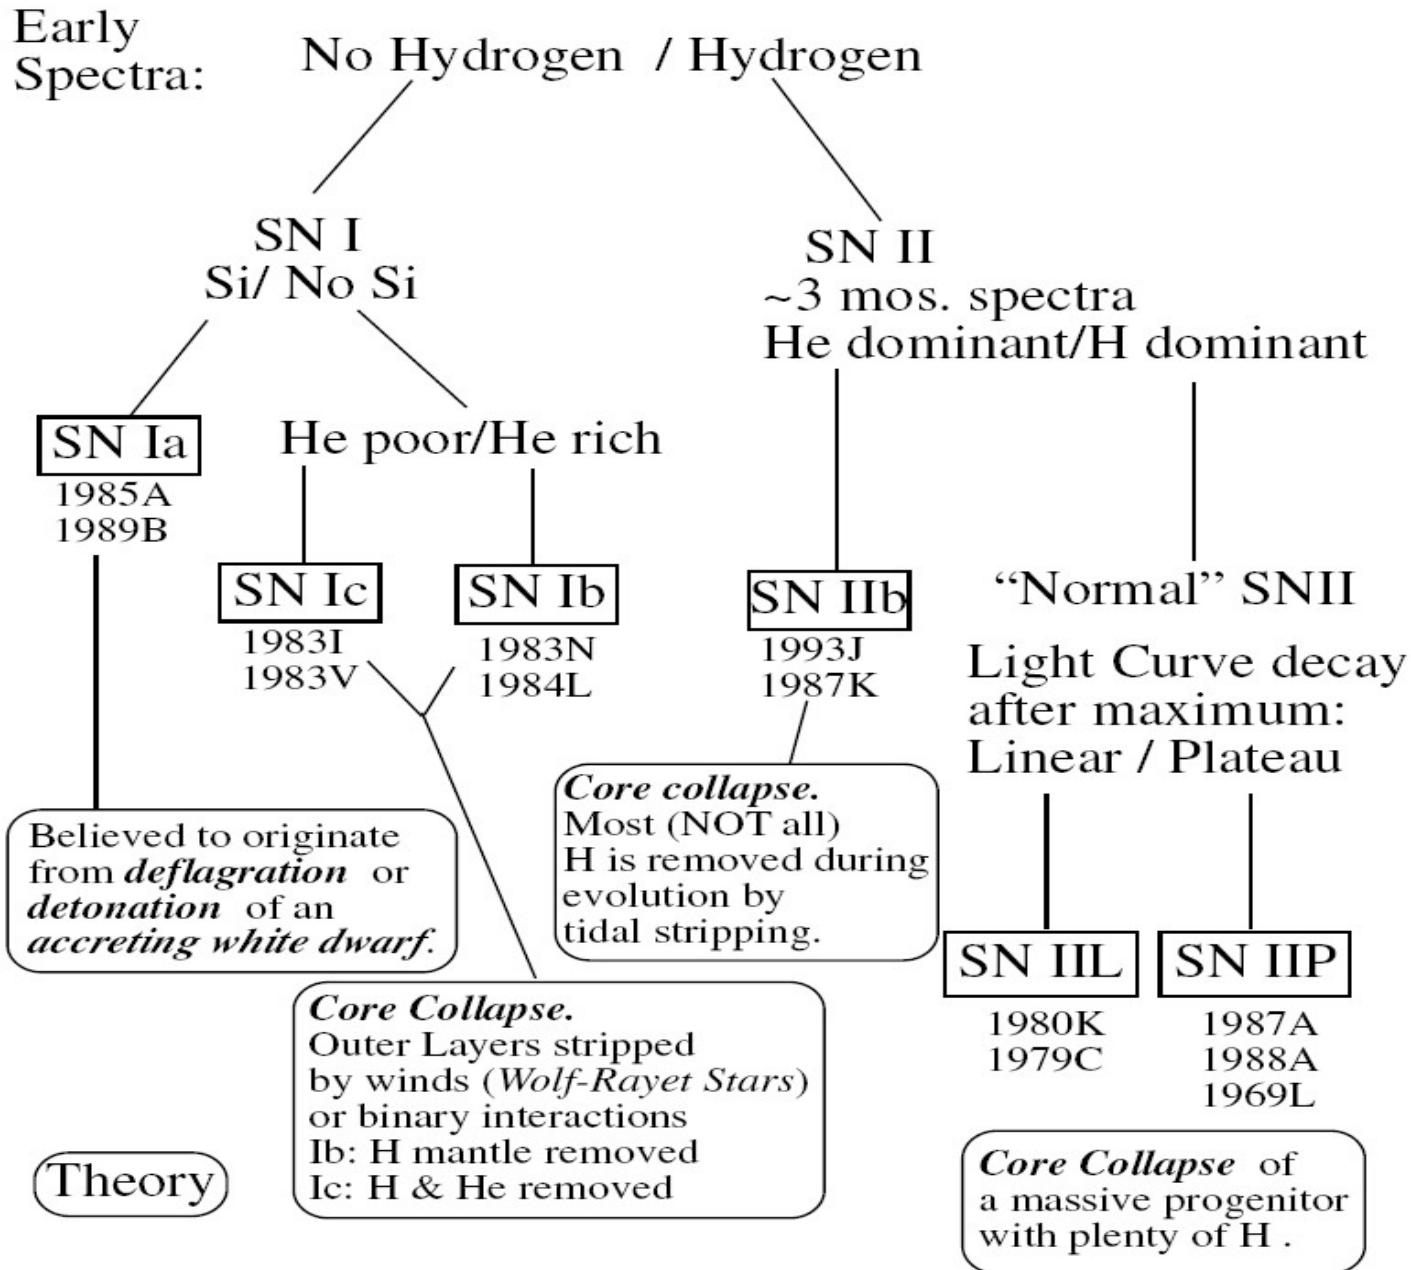 Early
Spectra:
No Hydrogen / Hydrogen
SN I
Si/ No Si
SN II
~3 mos. spectra
He dominant/H dominant
SN Ia
1985A
1989B
He poor/He rich
SN Ic
1983I
1983V
SN Ib
1983N
1984L
SN IIb
1993J
1987K
“Normal” SNII
Light Curve decay
after maximum:
Linear / Plateau
Believed to originate
from deflagration or
detonation of an
accreting white dwarf.
Core collapse.
Most (NOT all)
H is removed during
evolution by
tidal stripping.
SN IIL
1980K
1979C
SN IIP
1987A
1988A
1969L
Core Collapse.
Outer Layers stripped
by winds (Wolf-Rayet Stars)
or binary interactions
Ib: H mantle removed
Ic: H & He removed
Core Collapse of
a massive progenitor
with plenty of H .
Theory